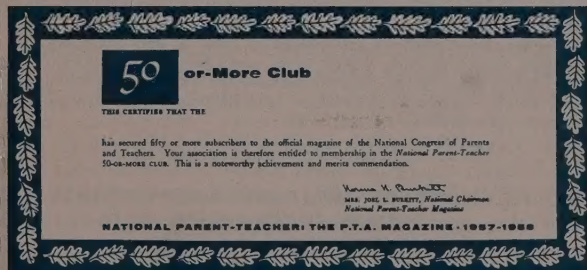 50 or-More Club
THIS CERTIFIES THAT THE
has secured fifty or more subscribers to the official magazine of the National Congress of Parents
and Teachers. Your association is therefore entitled to membership in the National Parent-Teacher
50-OR-MORE CLUB. This is a noteworthy achievement and merits commendation.
MRS. JOEL L. BURKITT, National Chairman
National Parent-Teacher Magazine
NATIONAL PARENT-TEACHER: THE P.T.A. MAGAZINE · 1957-1958